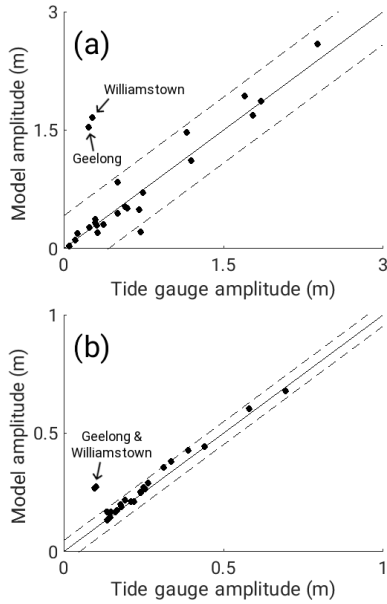 3
(a)
Williamstown
1.5
Geelong
Model amplitude (m)
0
0
1.5
3
Tide gauge amplitude (m)
1
(b)
Geelong &
Williamstown
0.5
Model amplitude (m)
0
0
0.5
1
Tide gauge amplitude (m)